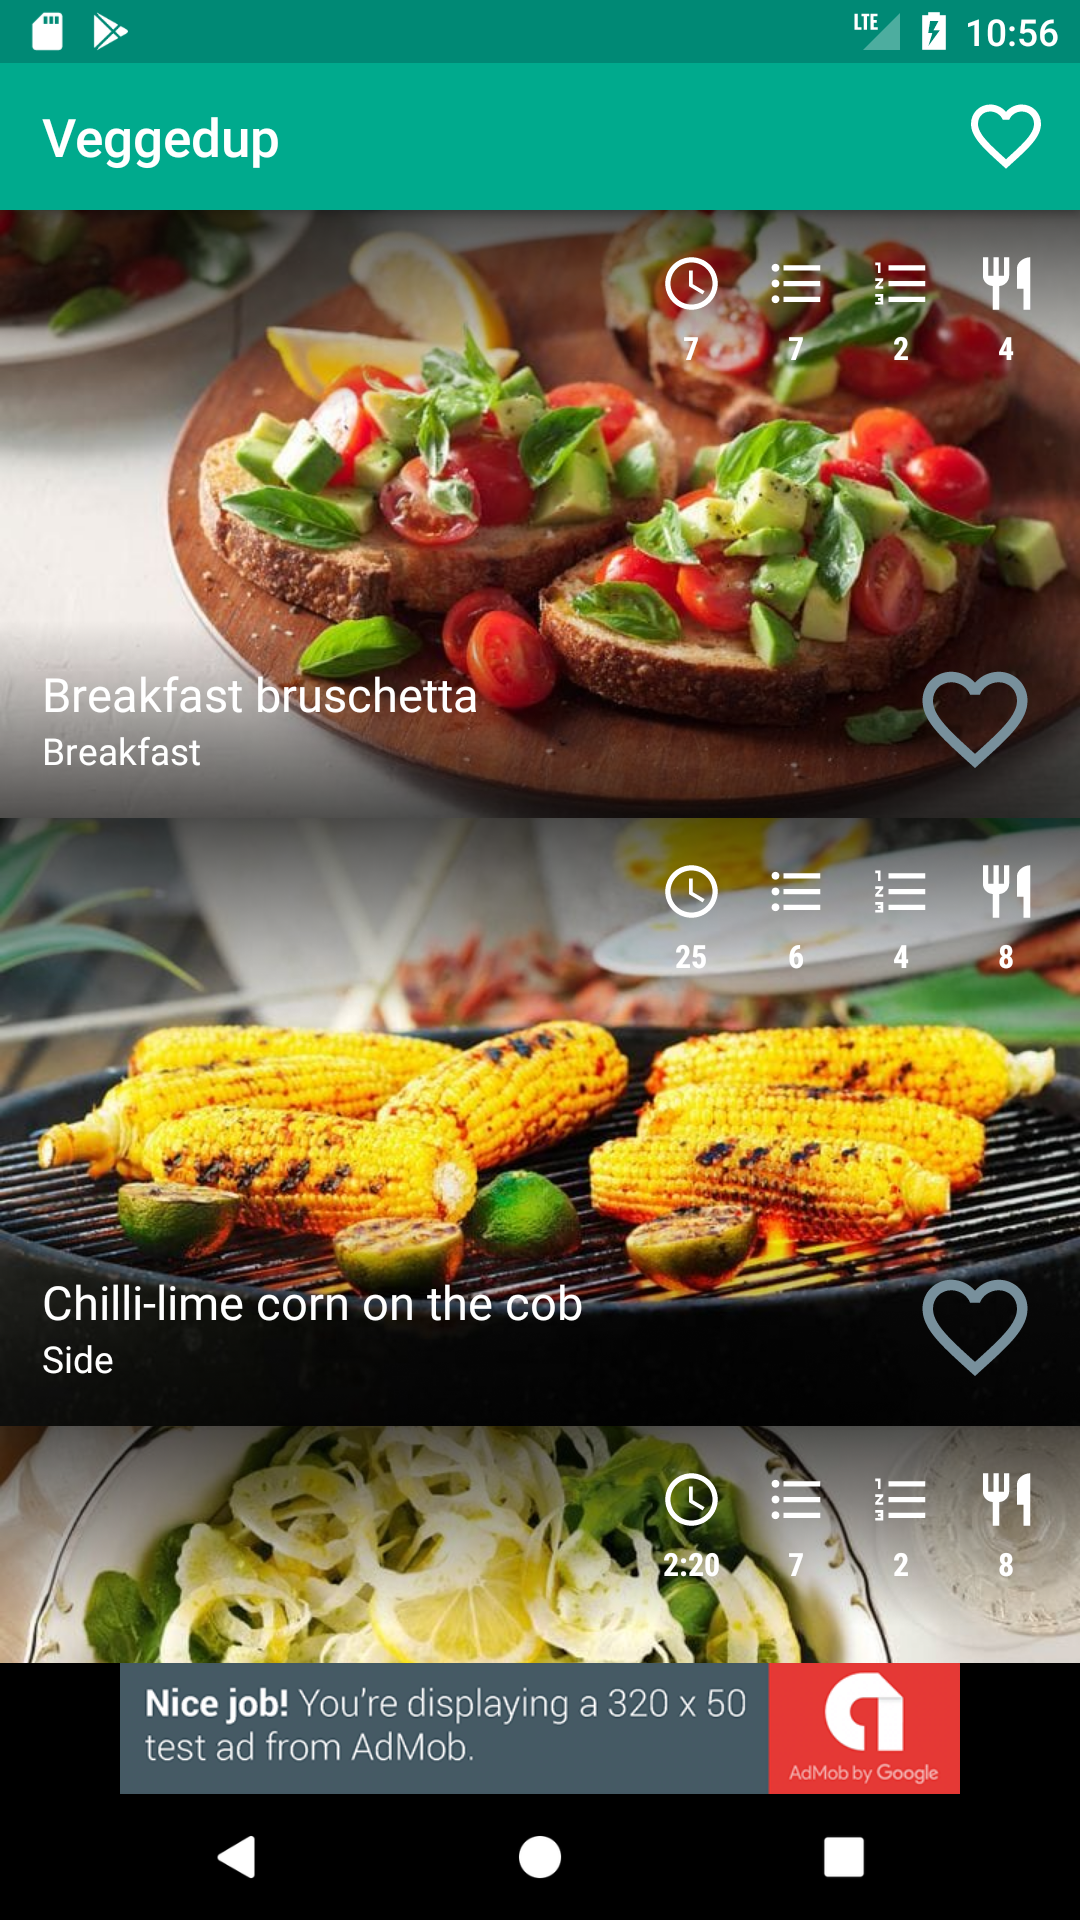 LTE 10:56
Veggedup
7 7 2 4
Breakfast bruschetta
Breakfast
25 6 4 8
Chilli-lime corn on the cob
Side
2:20 7 2 8
Nice job! You're displaying a 320 x 50
test ad from AdMob.
AdMob by Google